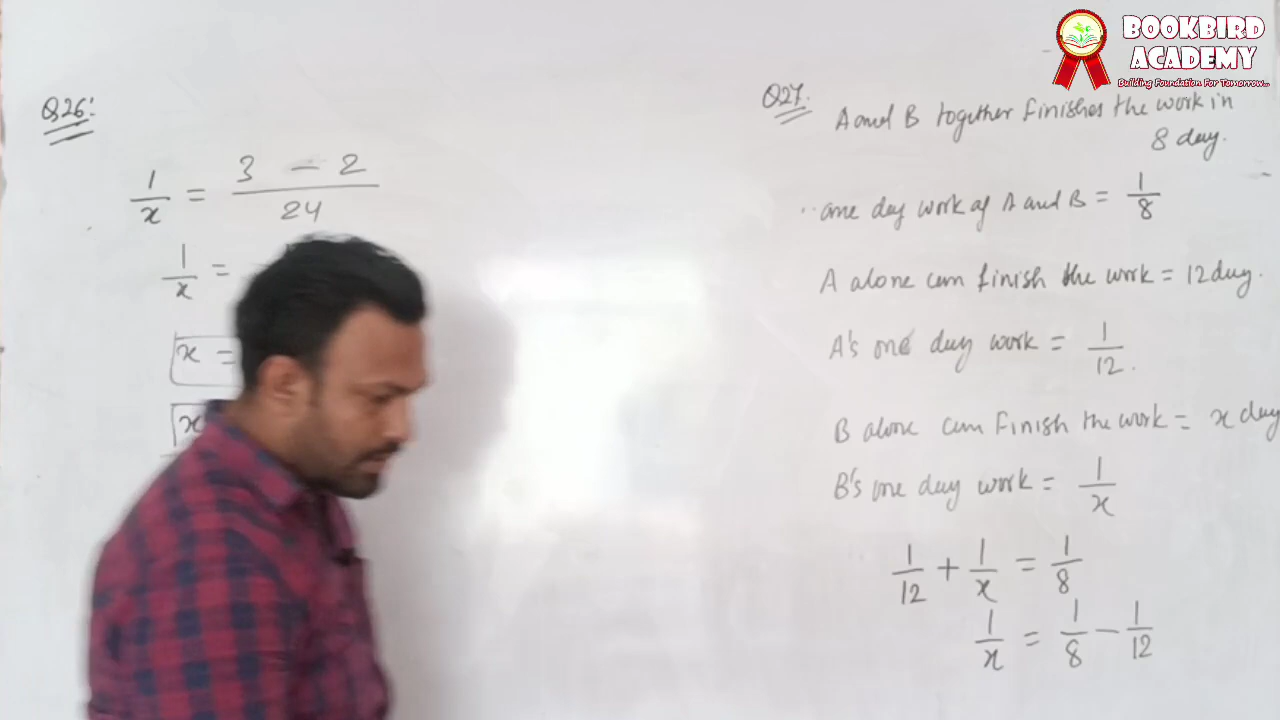 BOOKBIRD
ACADEMY
Building Foundation For Tomorrow...
Q26:
1/x = 3 - 2/24
1/x =
x =
x
Q27.
A and B together finishes the work in
8 day.
one day work of A and B = 1/8
A alone can finish the work = 12 day.
A's one day work = 1/12.
B alone can finish the work = x day
B's one day work = 1/x
1/12 + 1/x = 1/8
1/x = 1/8 - 1/12